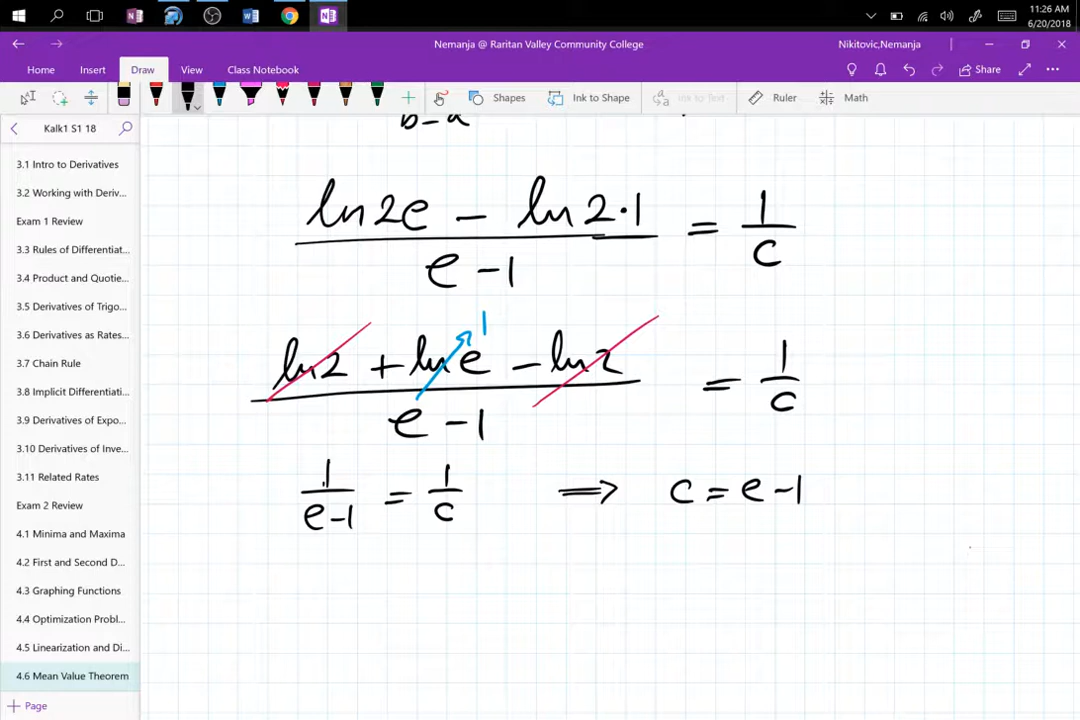 11:26 AM
6/20/2018
Nemanja @ Raritan Valley Community College
Nikitovic,Nemanja
Home Insert Draw View Class Notebook
Share
Shapes Ink to Shape Ink to Text Ruler Math
Kalk1 S1 18
3.1 Intro to Derivatives
3.2 Working with Deriv...
Exam 1 Review
3.3 Rules of Differentiat...
3.4 Product and Quotie...
3.5 Derivatives of Trigo...
3.6 Derivatives as Rates...
3.7 Chain Rule
3.8 Implicit Differentiati...
3.9 Derivatives of Expo...
3.10 Derivatives of Inve...
3.11 Related Rates
Exam 2 Review
4.1 Minima and Maxima
4.2 First and Second D...
4.3 Graphing Functions
4.4 Optimization Probl...
4.5 Linearization and Di...
4.6 Mean Value Theorem
+ Page
b-a
ln2e - ln2·1 = 1
e-1 c
1
ln2 + lne - ln2 = 1
e-1 c
1 = 1 ⟹ c = e-1
e-1 c